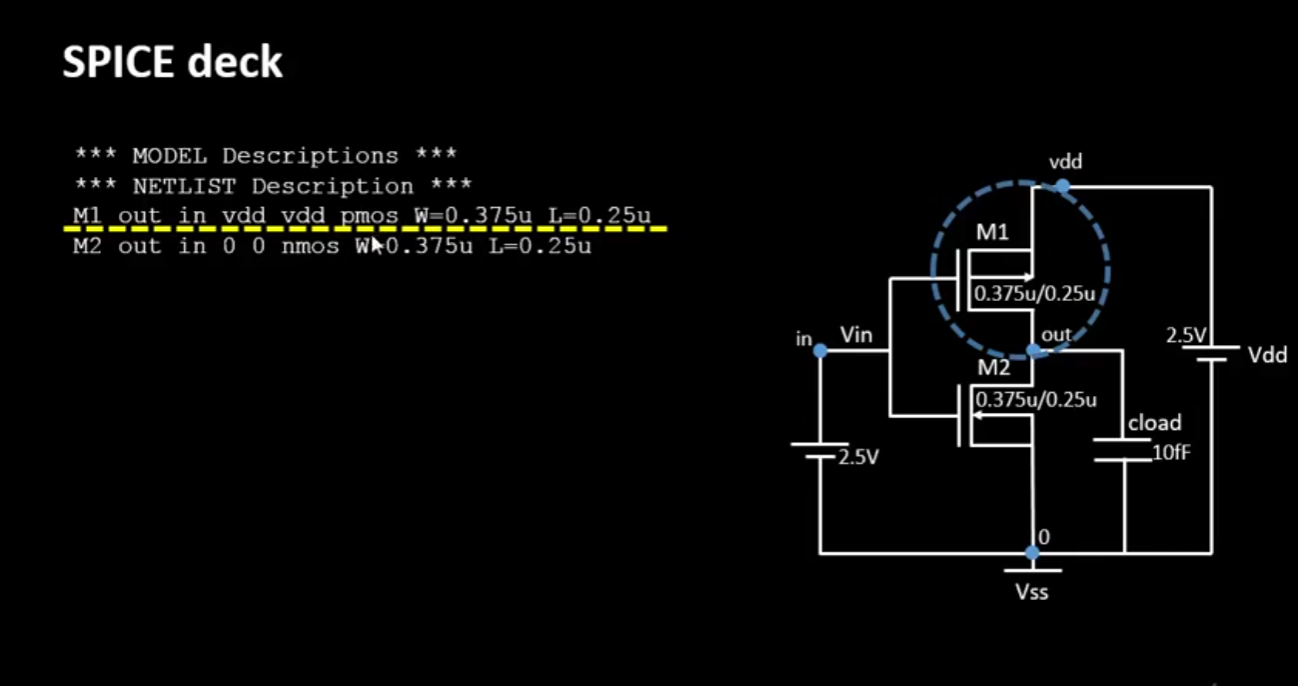 SPICE deck
*** MODEL Descriptions ***
*** NETLIST Description ***
M1 out in vdd vdd pmos W=0.375u L=0.25u
M2 out in 0 0 nmos W=0.375u L=0.25u
vdd
M1
0.375u/0.25u
in
Vin
out
2.5V
Vdd
M2
0.375u/0.25u
cload
10fF
2.5V
0
Vss